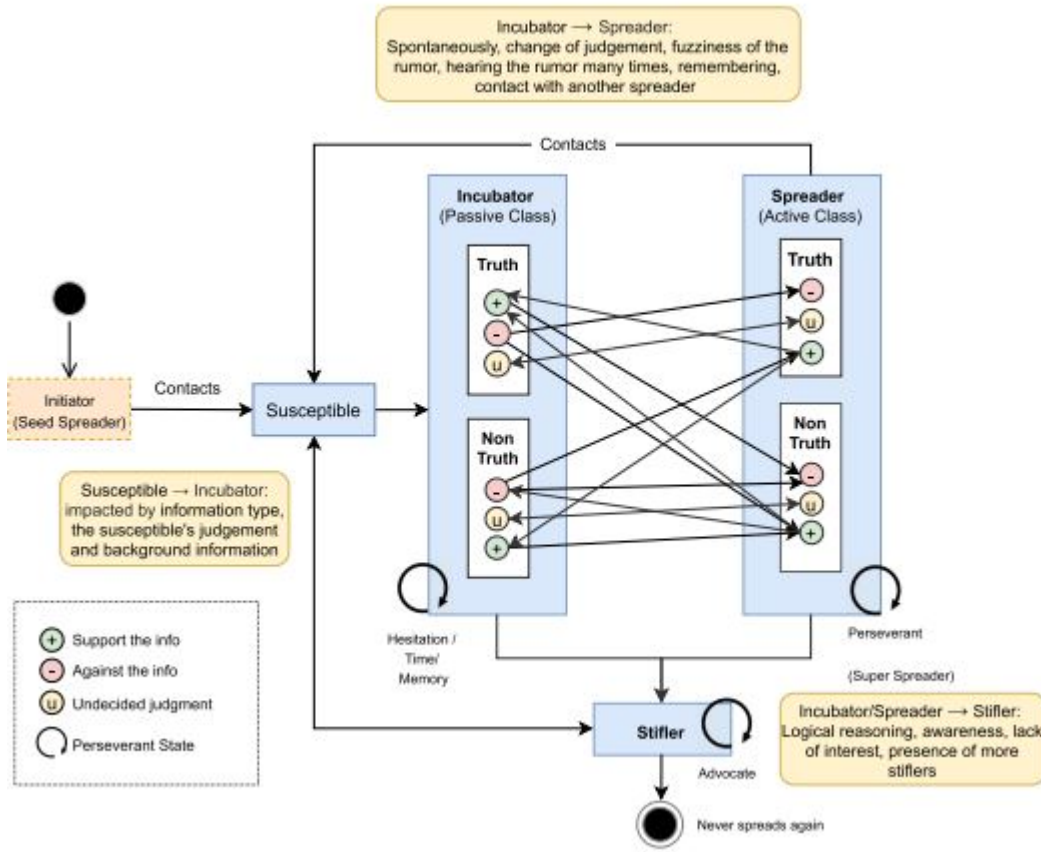 Incubator → Spreader:
Spontaneously, change of judgement, fuzziness of the
rumor, hearing the rumor many times, remembering,
contact with another spreader
Contacts
Incubator
(Passive Class)
Spreader
(Active Class)
Truth
+
-
u
Truth
-
u
+
Initiator
(Seed Spreader)
Contacts
Susceptible
Non
Truth
-
u
+
Non
Truth
-
u
+
Susceptible → Incubator:
impacted by information type,
the susceptible's judgement
and background information
Hesitation /
Time/
Memory
Perseverant
(Super Spreader)
+ Support the info
- Against the info
u Undecided judgment
Perseverant State
Stifler
Advocate
Incubator/Spreader → Stifler:
Logical reasoning, awareness, lack
of interest, presence of more
stiflers
Never spreads again